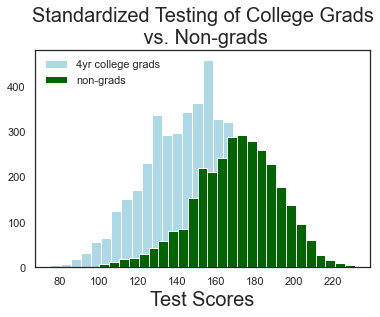 Standardized Testing of College Grads
vs. Non-grads
4yr college grads
non-grads
400
300
200
100
0
80 100 120 140 160 180 200 220
Test Scores